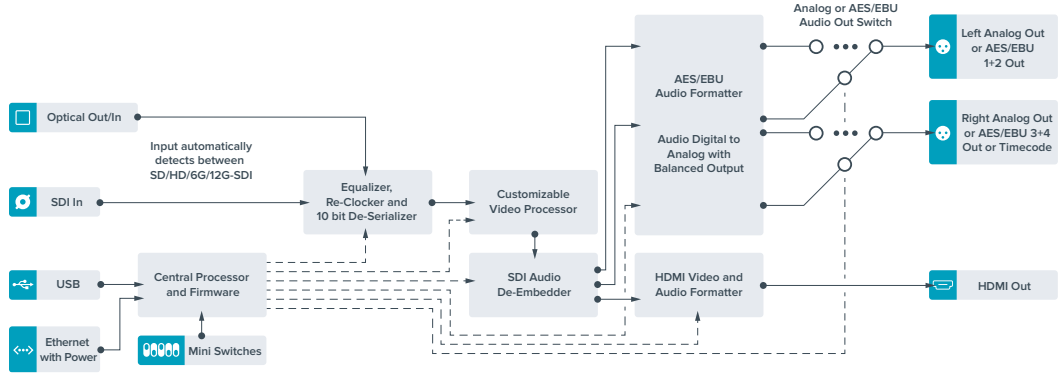 Analog or AES/EBU
Audio Out Switch
Left Analog Out
or AES/EBU
1+2 Out
AES/EBU
Audio Formatter
Optical Out/In
Right Analog Out
or AES/EBU 3+4
Out or Timecode
Audio Digital to
Analog with
Balanced Output
Input automatically
detects between
SD/HD/6G/12G-SDI
SDI In
Equalizer,
Re-Clocker and
10 bit De-Serializer
Customizable
Video Processor
USB
Central Processor
and Firmware
SDI Audio
De-Embedder
HDMI Video and
Audio Formatter
HDMI Out
Ethernet
with Power
Mini Switches